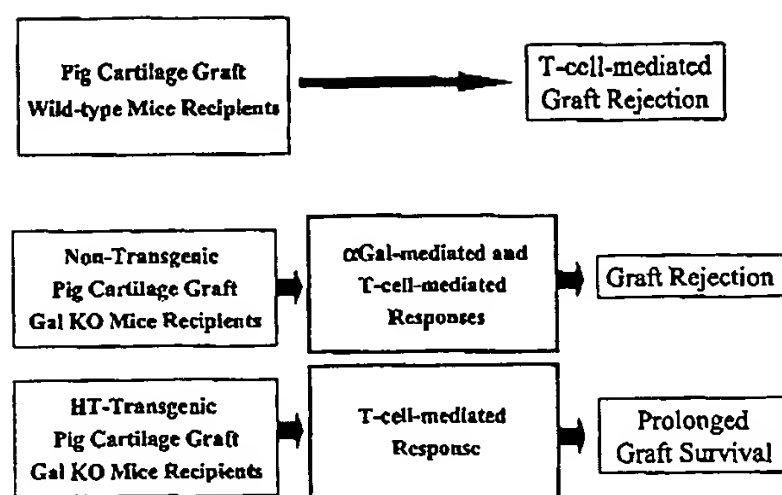 Pig Cartilage Graft
Wild-type Mice Recipients
T-cell-mediated
Graft Rejection
Non-Transgenic
Pig Cartilage Graft
Gal KO Mice Recipients
αGal-mediated and
T-cell-mediated
Responses
Graft Rejection
HT-Transgenic
Pig Cartilage Graft
Gal KO Mice Recipients
T-cell-mediated
Response
Prolonged
Graft Survival